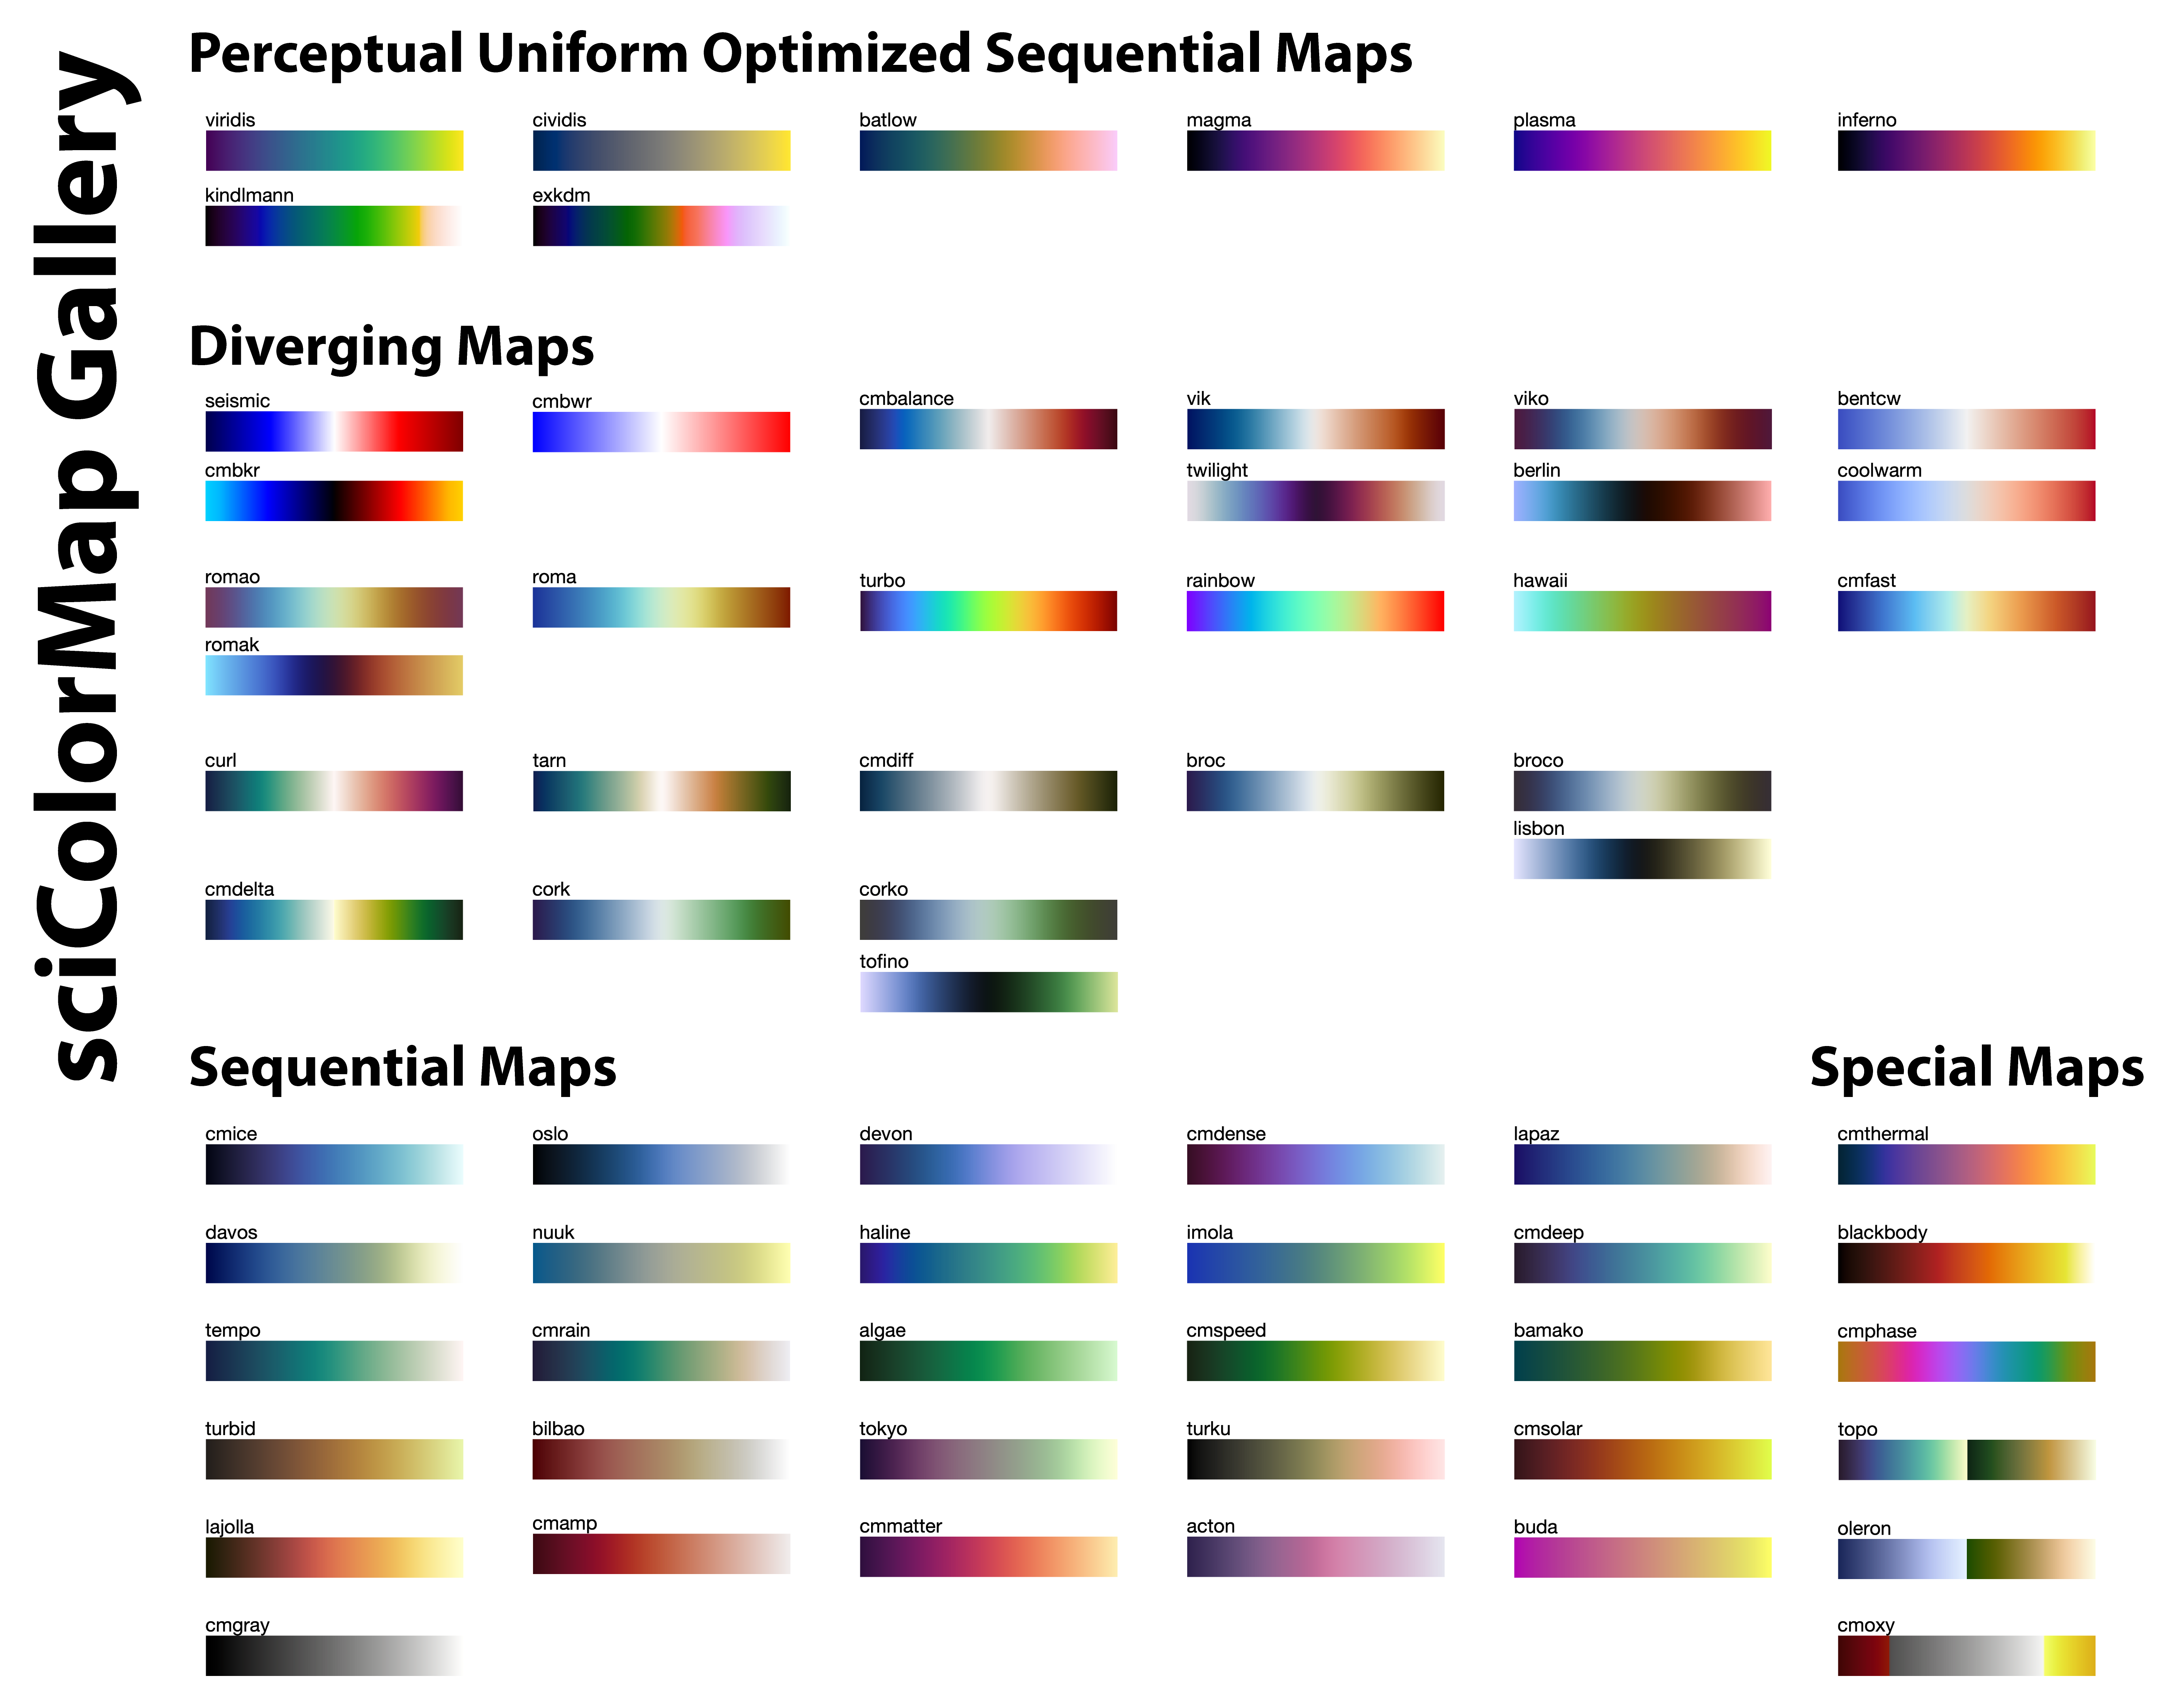 sciColorMap Gallery
Perceptual Uniform Optimized Sequential Maps
viridis cividis batlow magma plasma inferno
kindlmann exkdm
Diverging Maps
seismic cmbwr cmbalance vik viko bentcw
cmbkr twilight berlin coolwarm
romao roma turbo rainbow hawaii cmfast
romak
curl tarn cmdiff broc broco
lisbon
cmdelta cork corko
tofino
Sequential Maps Special Maps
cmice oslo devon cmdense lapaz cmthermal
davos nuuk haline imola cmdeep blackbody
tempo cmrain algae cmspeed bamako cmphase
turbid bilbao tokyo turku cmsolar topo
lajolla cmamp cmmatter acton buda oleron
cmgray cmoxy